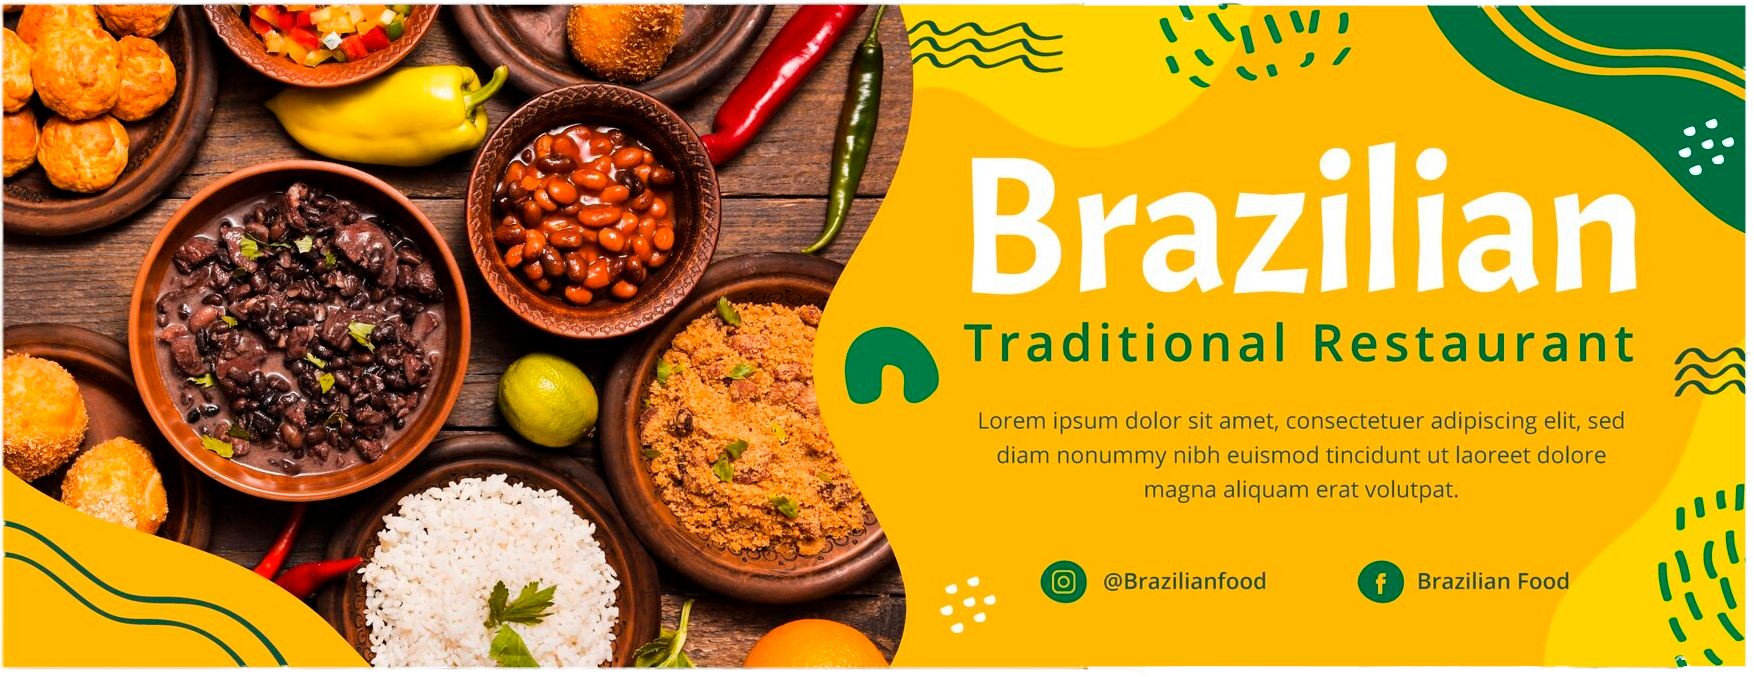 Brazilian
Traditional Restaurant
Lorem ipsum dolor sit amet, consectetuer adipiscing elit, sed
diam nonummy nibh euismod tincidunt ut laoreet dolore
magna aliquam erat volutpat.
@Brazilianfood
Brazilian Food